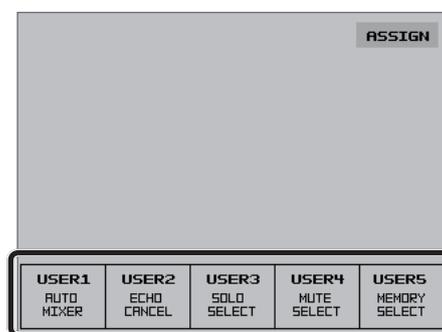 ASSIGN
USER1
AUTO
MIXER
USER2
ECHO
CANCEL
USER3
SOLO
SELECT
USER4
MUTE
SELECT
USER5
MEMORY
SELECT